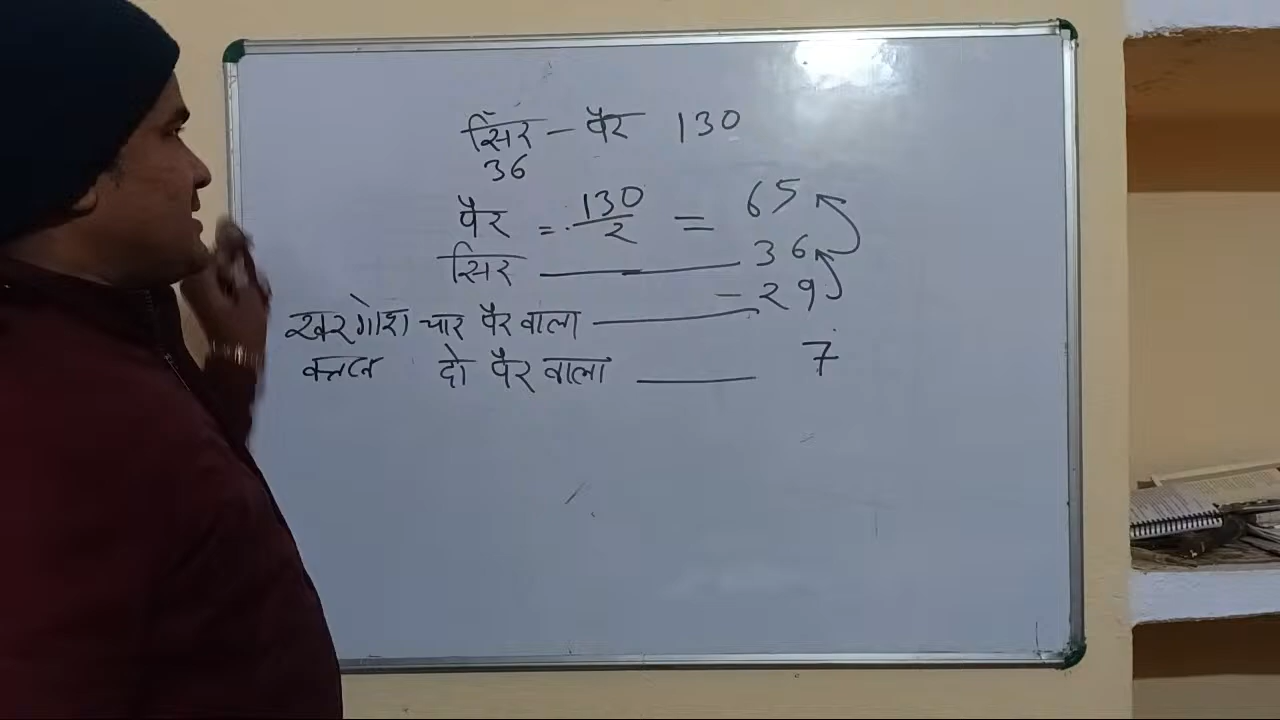 सिर - पैर 130
36
पैर = 130/2 = 65
सिर — 36
खरगोश चार पैर वाला — - 29
दो पैर वाला — 7